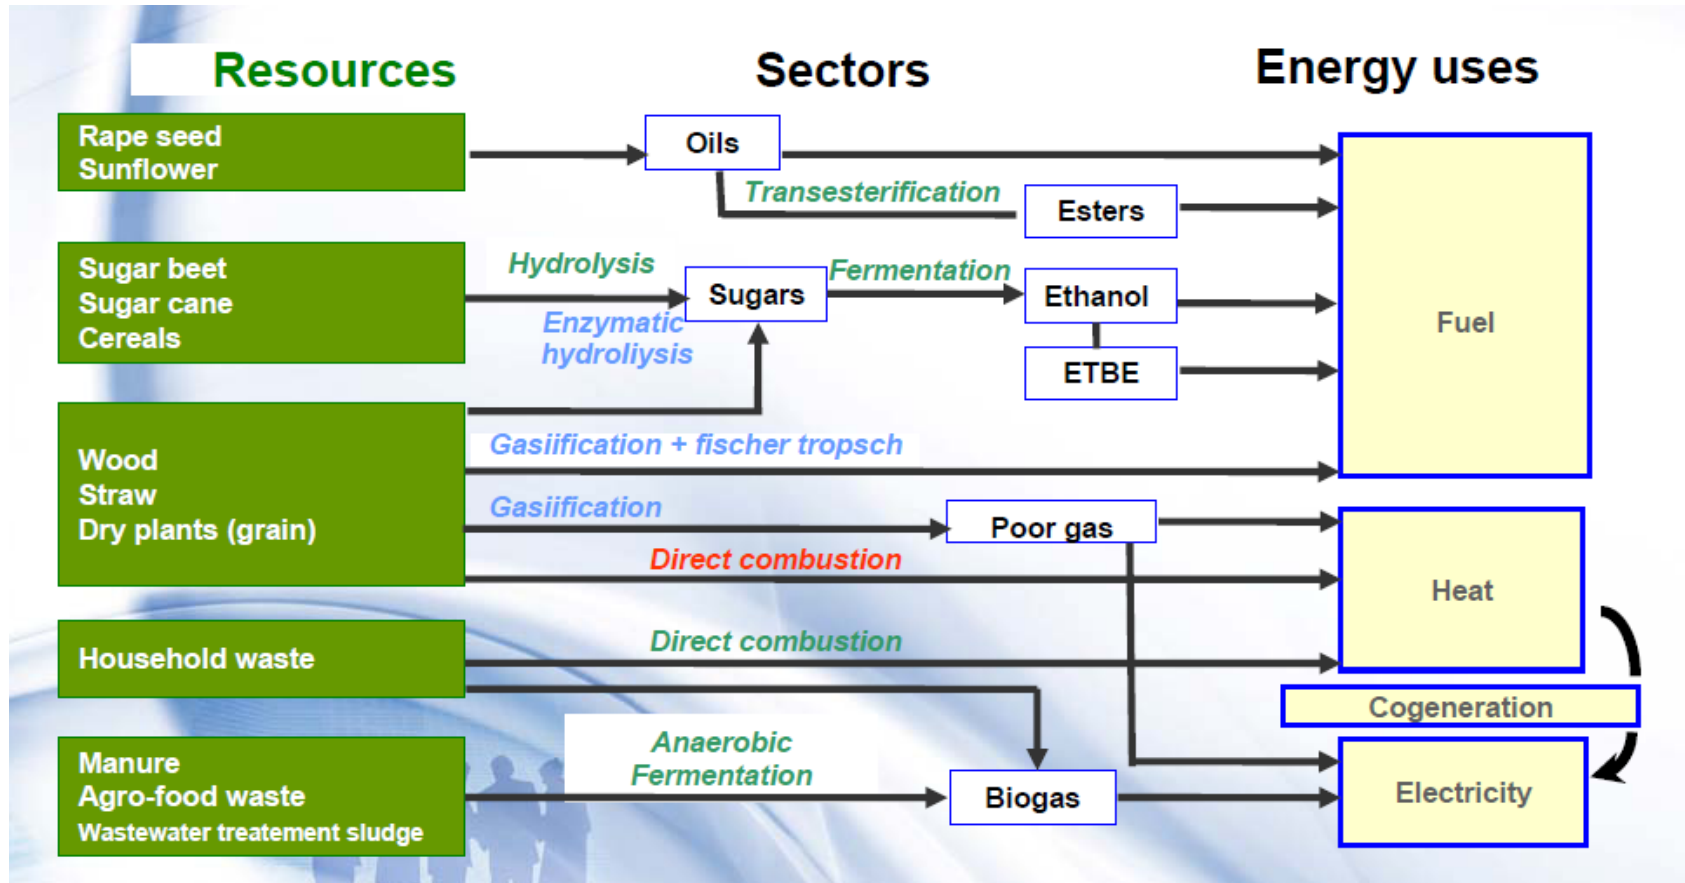 Resources
Sectors
Energy uses
Rape seed
Sunflower
Oils
Transesterification
Esters
Sugar beet
Sugar cane
Cereals
Hydrolysis
Enzymatic
hydroliysis
Sugars
Fermentation
Ethanol
ETBE
Fuel
Wood
Straw
Dry plants (grain)
Gasiification + fischer tropsch
Gasiification
Poor gas
Direct combustion
Heat
Household waste
Direct combustion
Cogeneration
Manure
Agro-food waste
Wastewater treatement sludge
Anaerobic
Fermentation
Biogas
Electricity